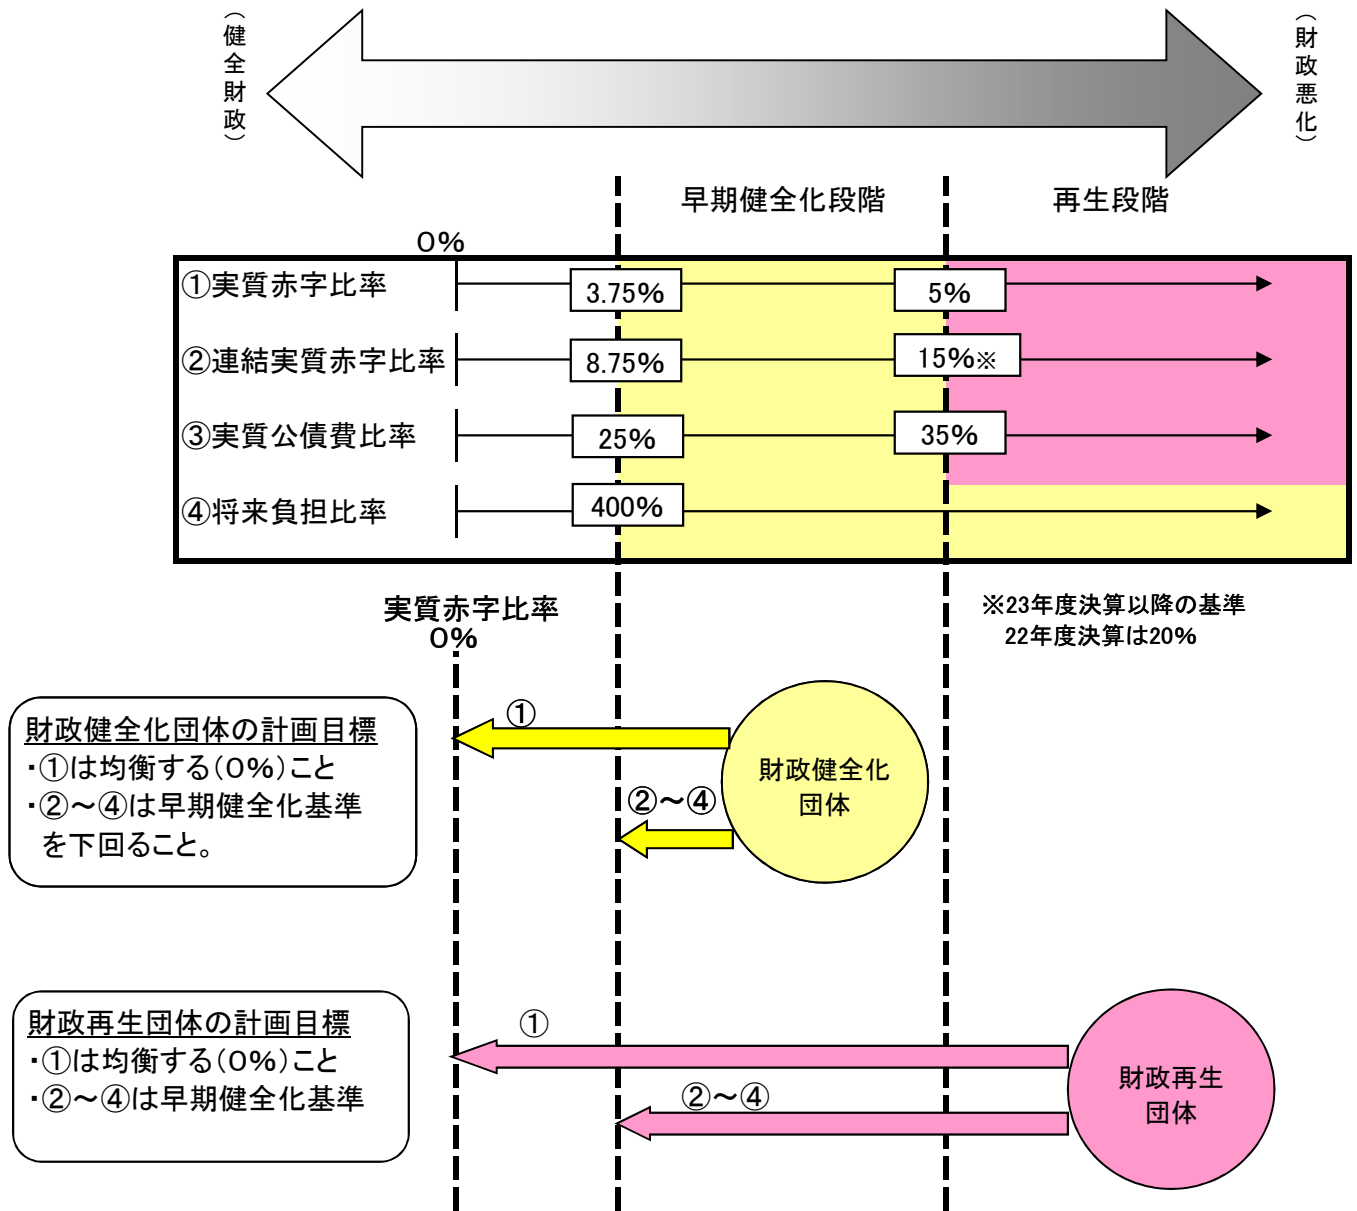 （健全財政）
（財政悪化）
早期健全化段階
再生段階
0%
①実質赤字比率
3.75%
5%
②連結実質赤字比率
8.75%
15%※
③実質公債費比率
25%
35%
④将来負担比率
400%
実質赤字比率
0%
※23年度決算以降の基準
22年度決算は20%
財政健全化団体の計画目標
・①は均衡する（0%）こと
・②～④は早期健全化基準
を下回ること。
①
②～④
財政健全化
団体
財政再生団体の計画目標
・①は均衡する（0%）こと
・②～④は早期健全化基準
①
②～④
財政再生
団体